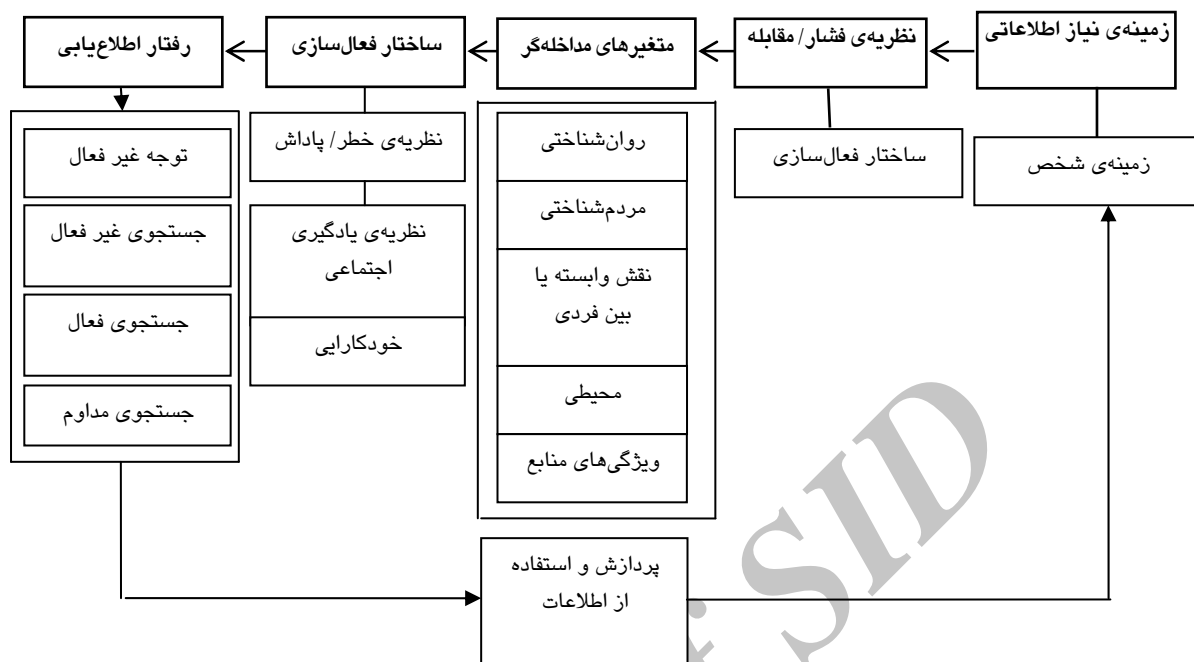 زمینه‌ی نیاز اطلاعاتی
نظریه‌ی فشار/ مقابله
متغیرهای مداخله‌گر
ساختار فعال‌سازی
رفتار اطلاع‌یابی
زمینه‌ی شخص
ساختار فعال‌سازی
روان‌شناختی
مردم‌شناختی
نقش وابسته یا
بین فردی
محیطی
ویژگی‌های منابع
نظریه‌ی خطر/ پاداش
نظریه‌ی یادگیری
اجتماعی
خودکارایی
توجه غیر فعال
جستجوی غیر فعال
جستجوی فعال
جستجوی مداوم
پردازش و استفاده
از اطلاعات
SID